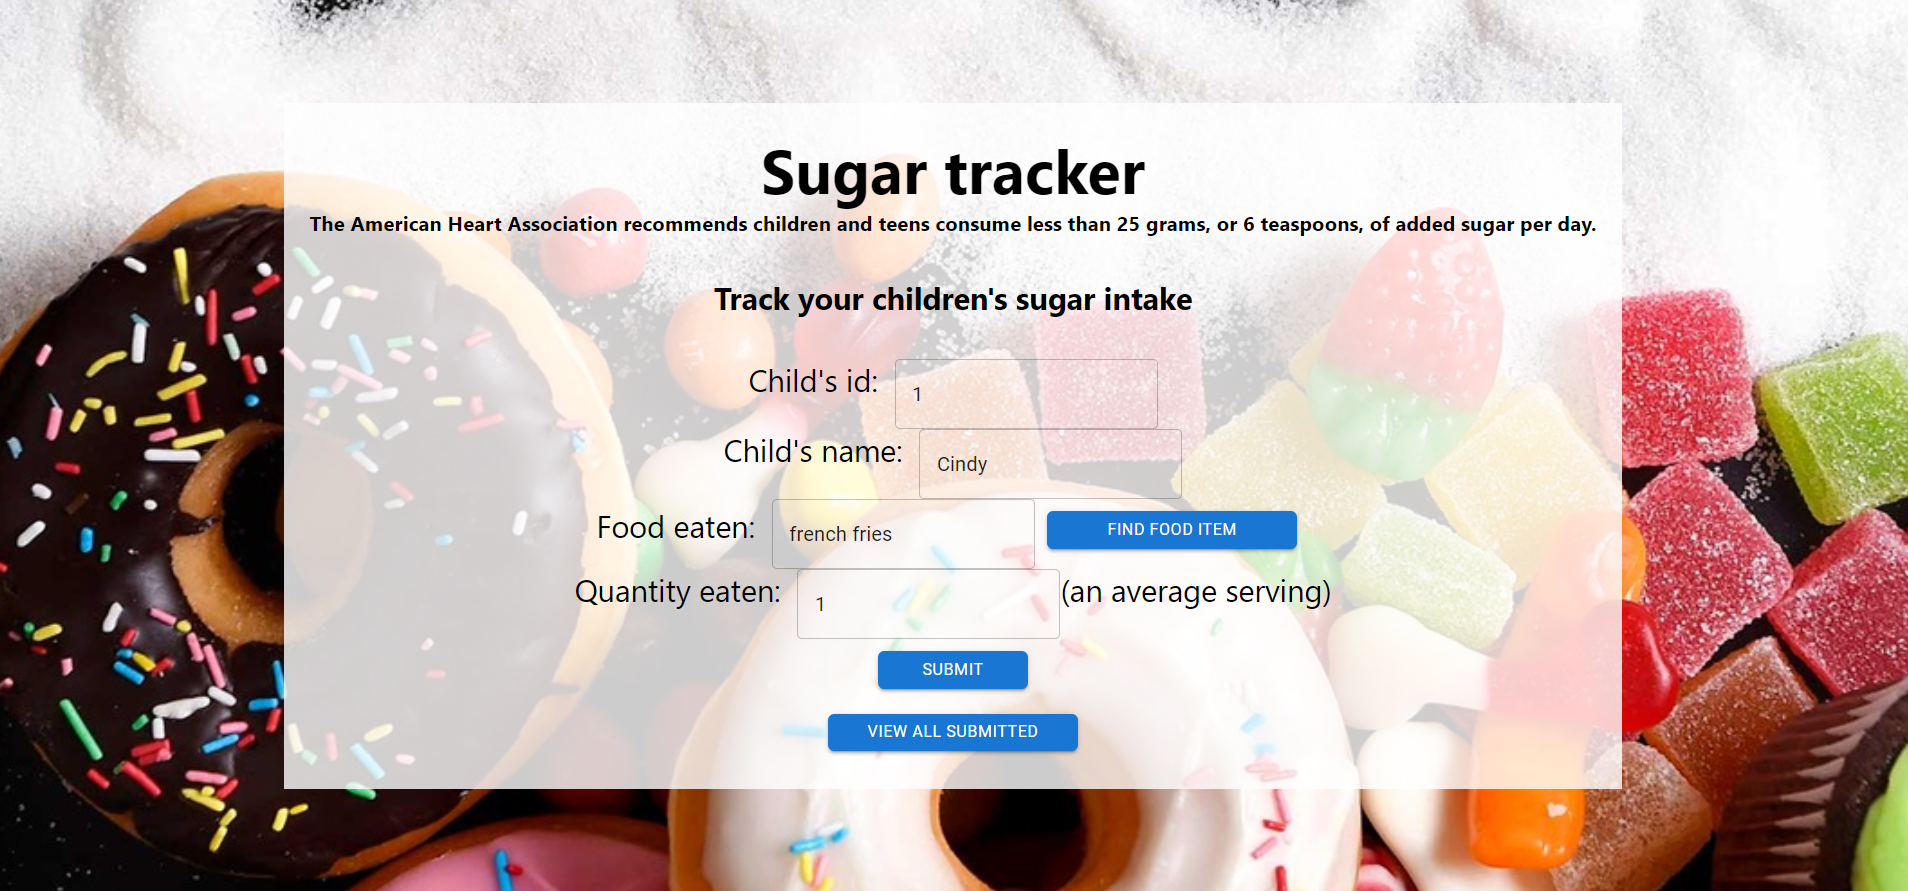 Sugar tracker
The American Heart Association recommends children and teens consume less than 25 grams, or 6 teaspoons, of added sugar per day.
Track your children's sugar intake
Child's id: 1
Child's name: Cindy
Food eaten: french fries FIND FOOD ITEM
Quantity eaten: 1 (an average serving)
SUBMIT
VIEW ALL SUBMITTED